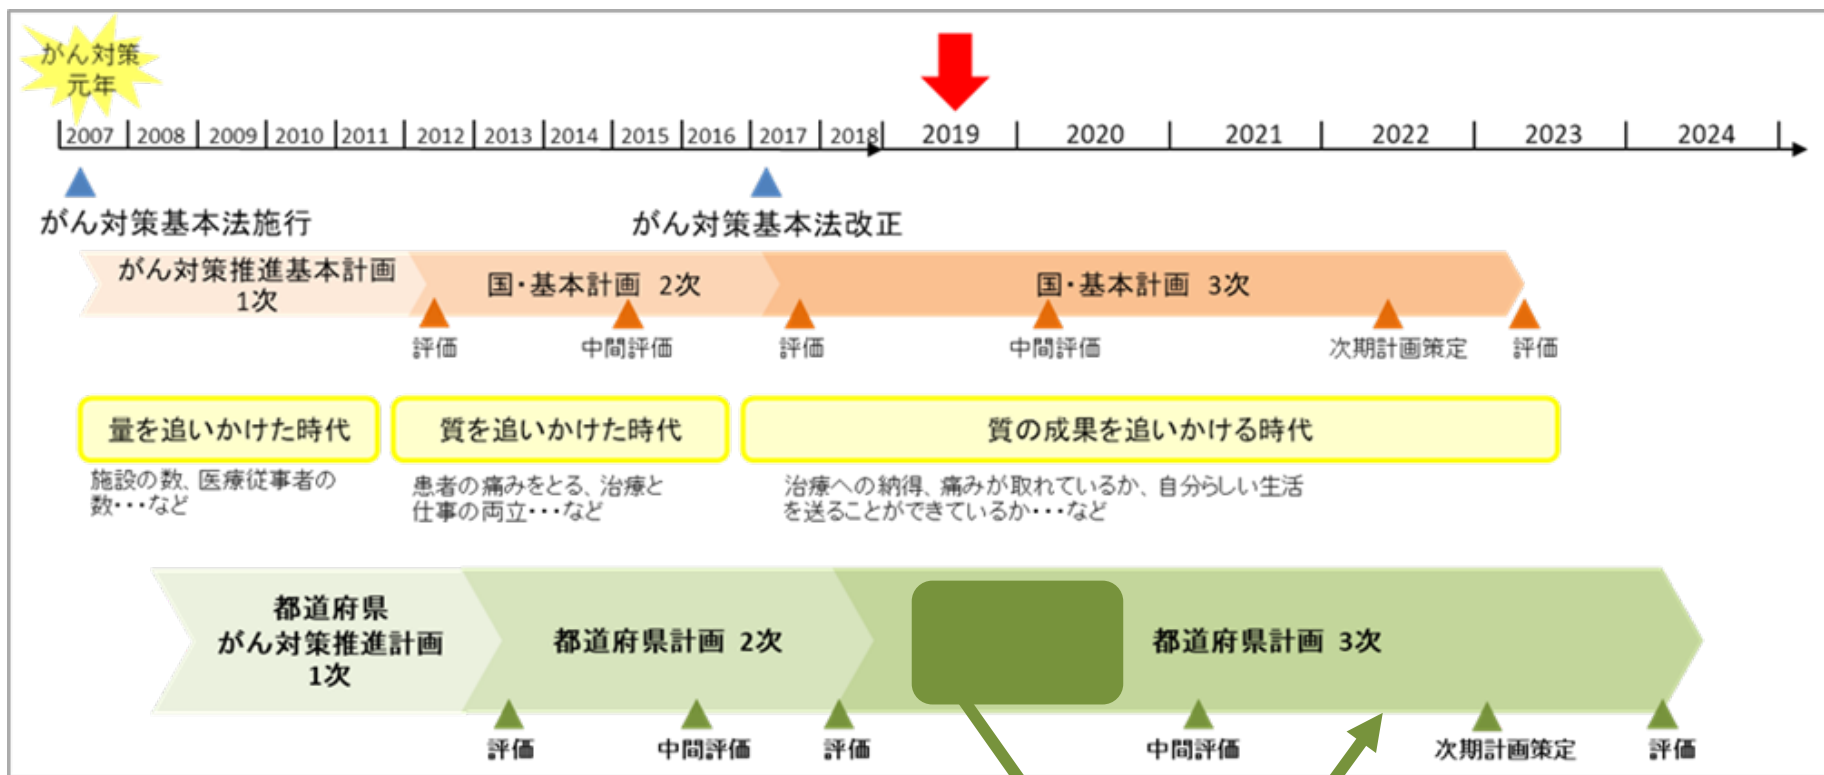 がん対策
元年
2007 2008 2009 2010 2011 2012 2013 2014 2015 2016 2017 2018 2019 2020 2021 2022 2023 2024
がん対策基本法施行
がん対策基本法改正
がん対策推進基本計画
1次
国・基本計画 2次
国・基本計画 3次
評価
中間評価
評価
中間評価
次期計画策定
評価
量を追いかけた時代
質を追いかけた時代
質の成果を追いかける時代
施設の数、医療従事者の
数・・・など
患者の痛みをとる、治療と
仕事の両立・・・など
治療への納得、痛みが取れているか、自分らしい生活
を送ることができているか・・・など
都道府県
がん対策推進計画
1次
都道府県計画 2次
都道府県計画 3次
評価
中間評価
評価
中間評価
次期計画策定
評価